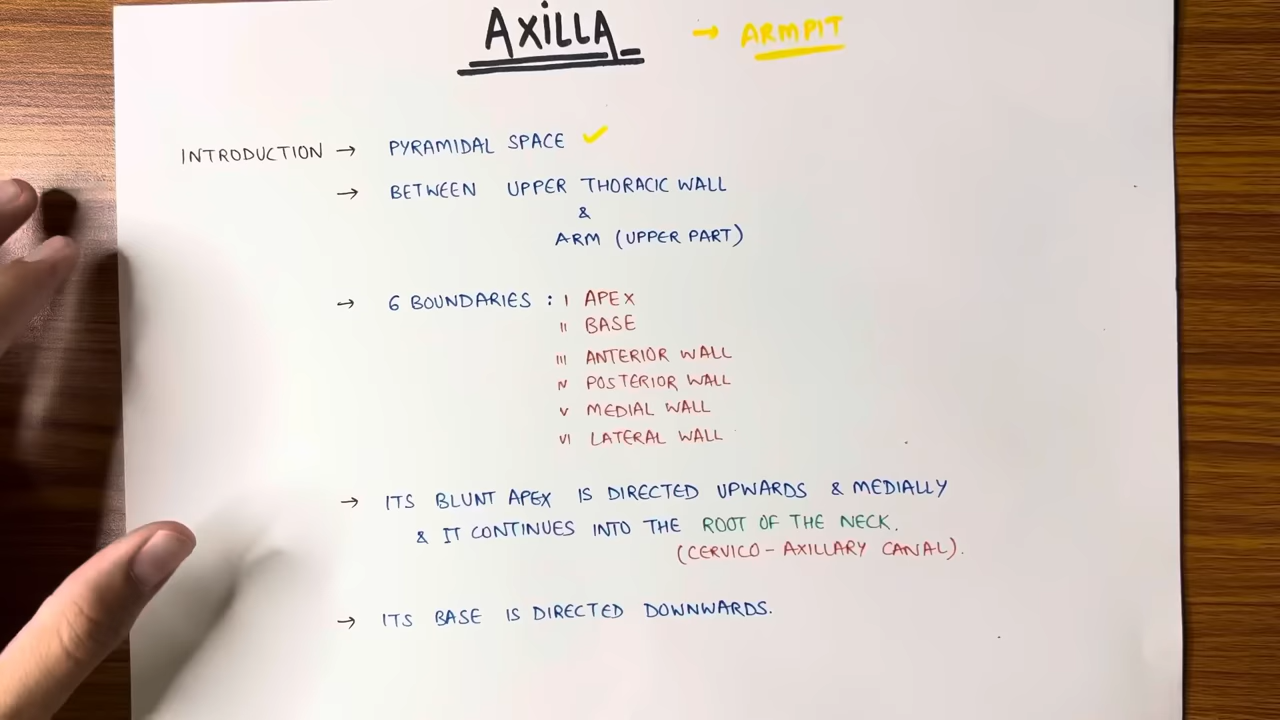 AXILLA → ARMPIT
INTRODUCTION → PYRAMIDAL SPACE ✓
→ BETWEEN UPPER THORACIC WALL
&
ARM (UPPER PART)
→ 6 BOUNDARIES : I APEX
II BASE
III ANTERIOR WALL
IV POSTERIOR WALL
V MEDIAL WALL
VI LATERAL WALL
→ ITS BLUNT APEX IS DIRECTED UPWARDS & MEDIALLY
& IT CONTINUES INTO THE ROOT OF THE NECK.
(CERVICO-AXILLARY CANAL).
→ ITS BASE IS DIRECTED DOWNWARDS.